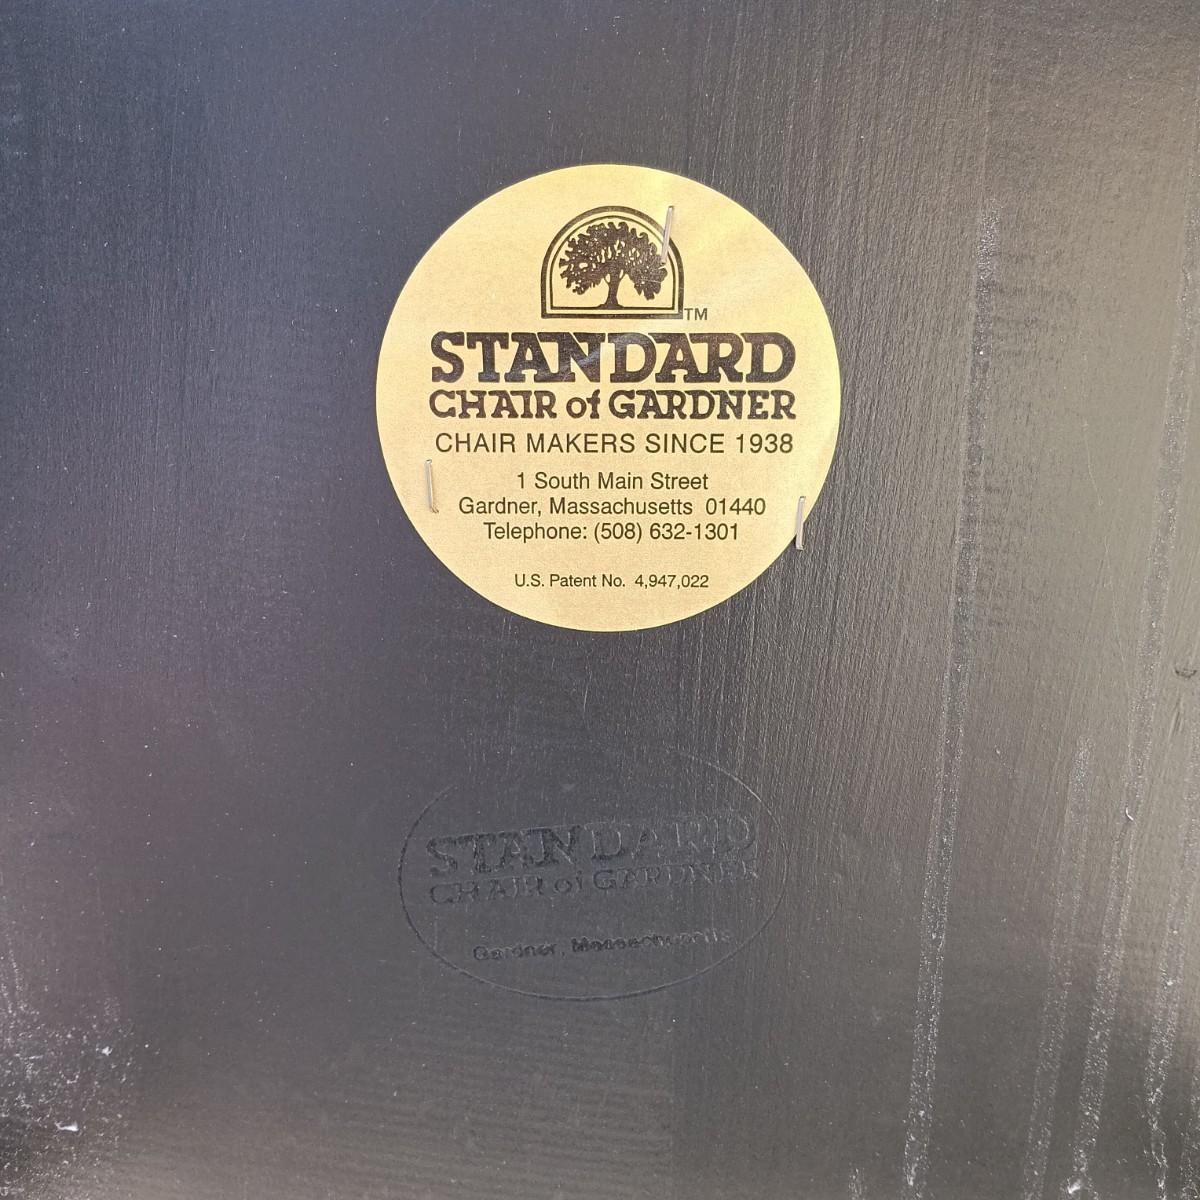 TM
STANDARD
CHAIR of GARDNER
CHAIR MAKERS SINCE 1938
1 South Main Street
Gardner, Massachusetts 01440
Telephone: (508) 632-1301
U.S. Patent No. 4,947,022
STANDARD
CHAIR of GARDNER
Gardner, Massachusetts